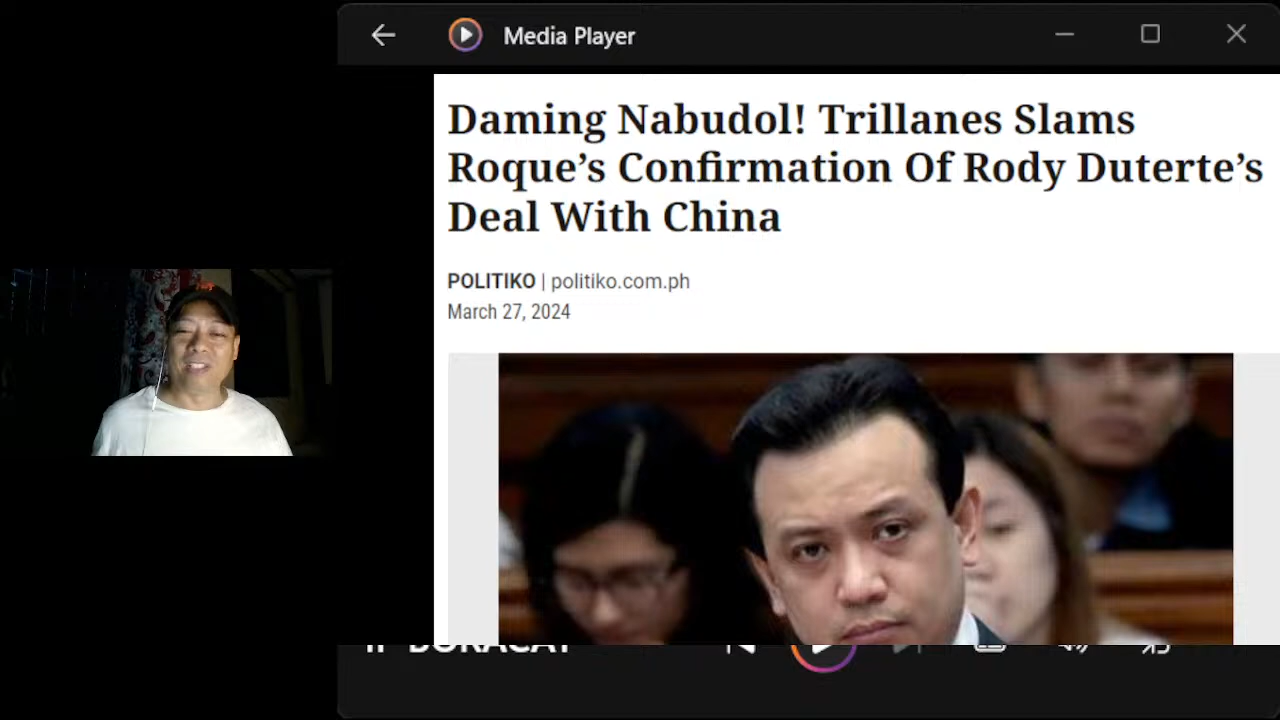 Media Player
Daming Nabudol! Trillanes Slams
Roque’s Confirmation Of Rody Duterte’s
Deal With China
POLITIKO | politiko.com.ph
March 27, 2024